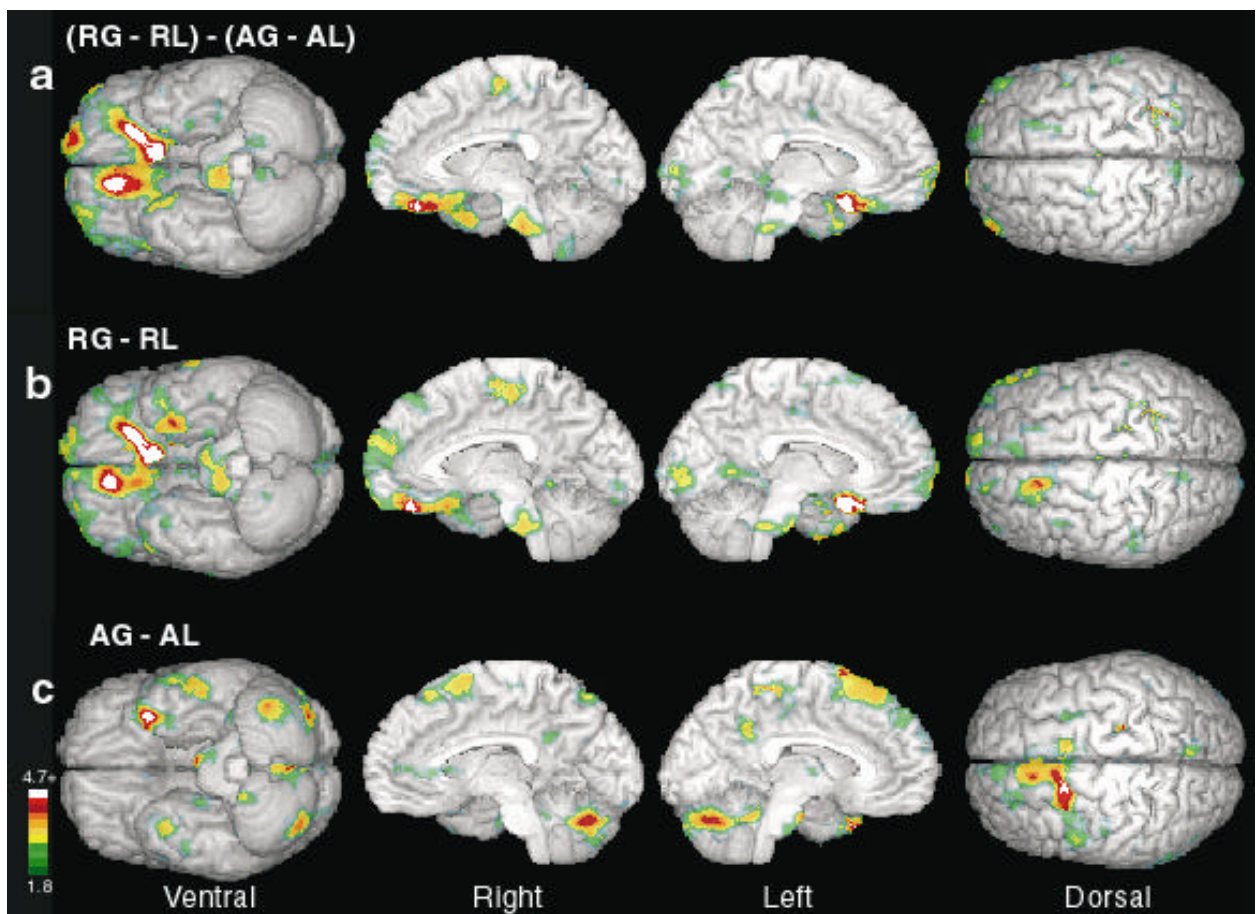 (RG - RL) - (AG - AL)
a
RG - RL
b
AG - AL
c
4.7+
1.8
Ventral Right Left Dorsal